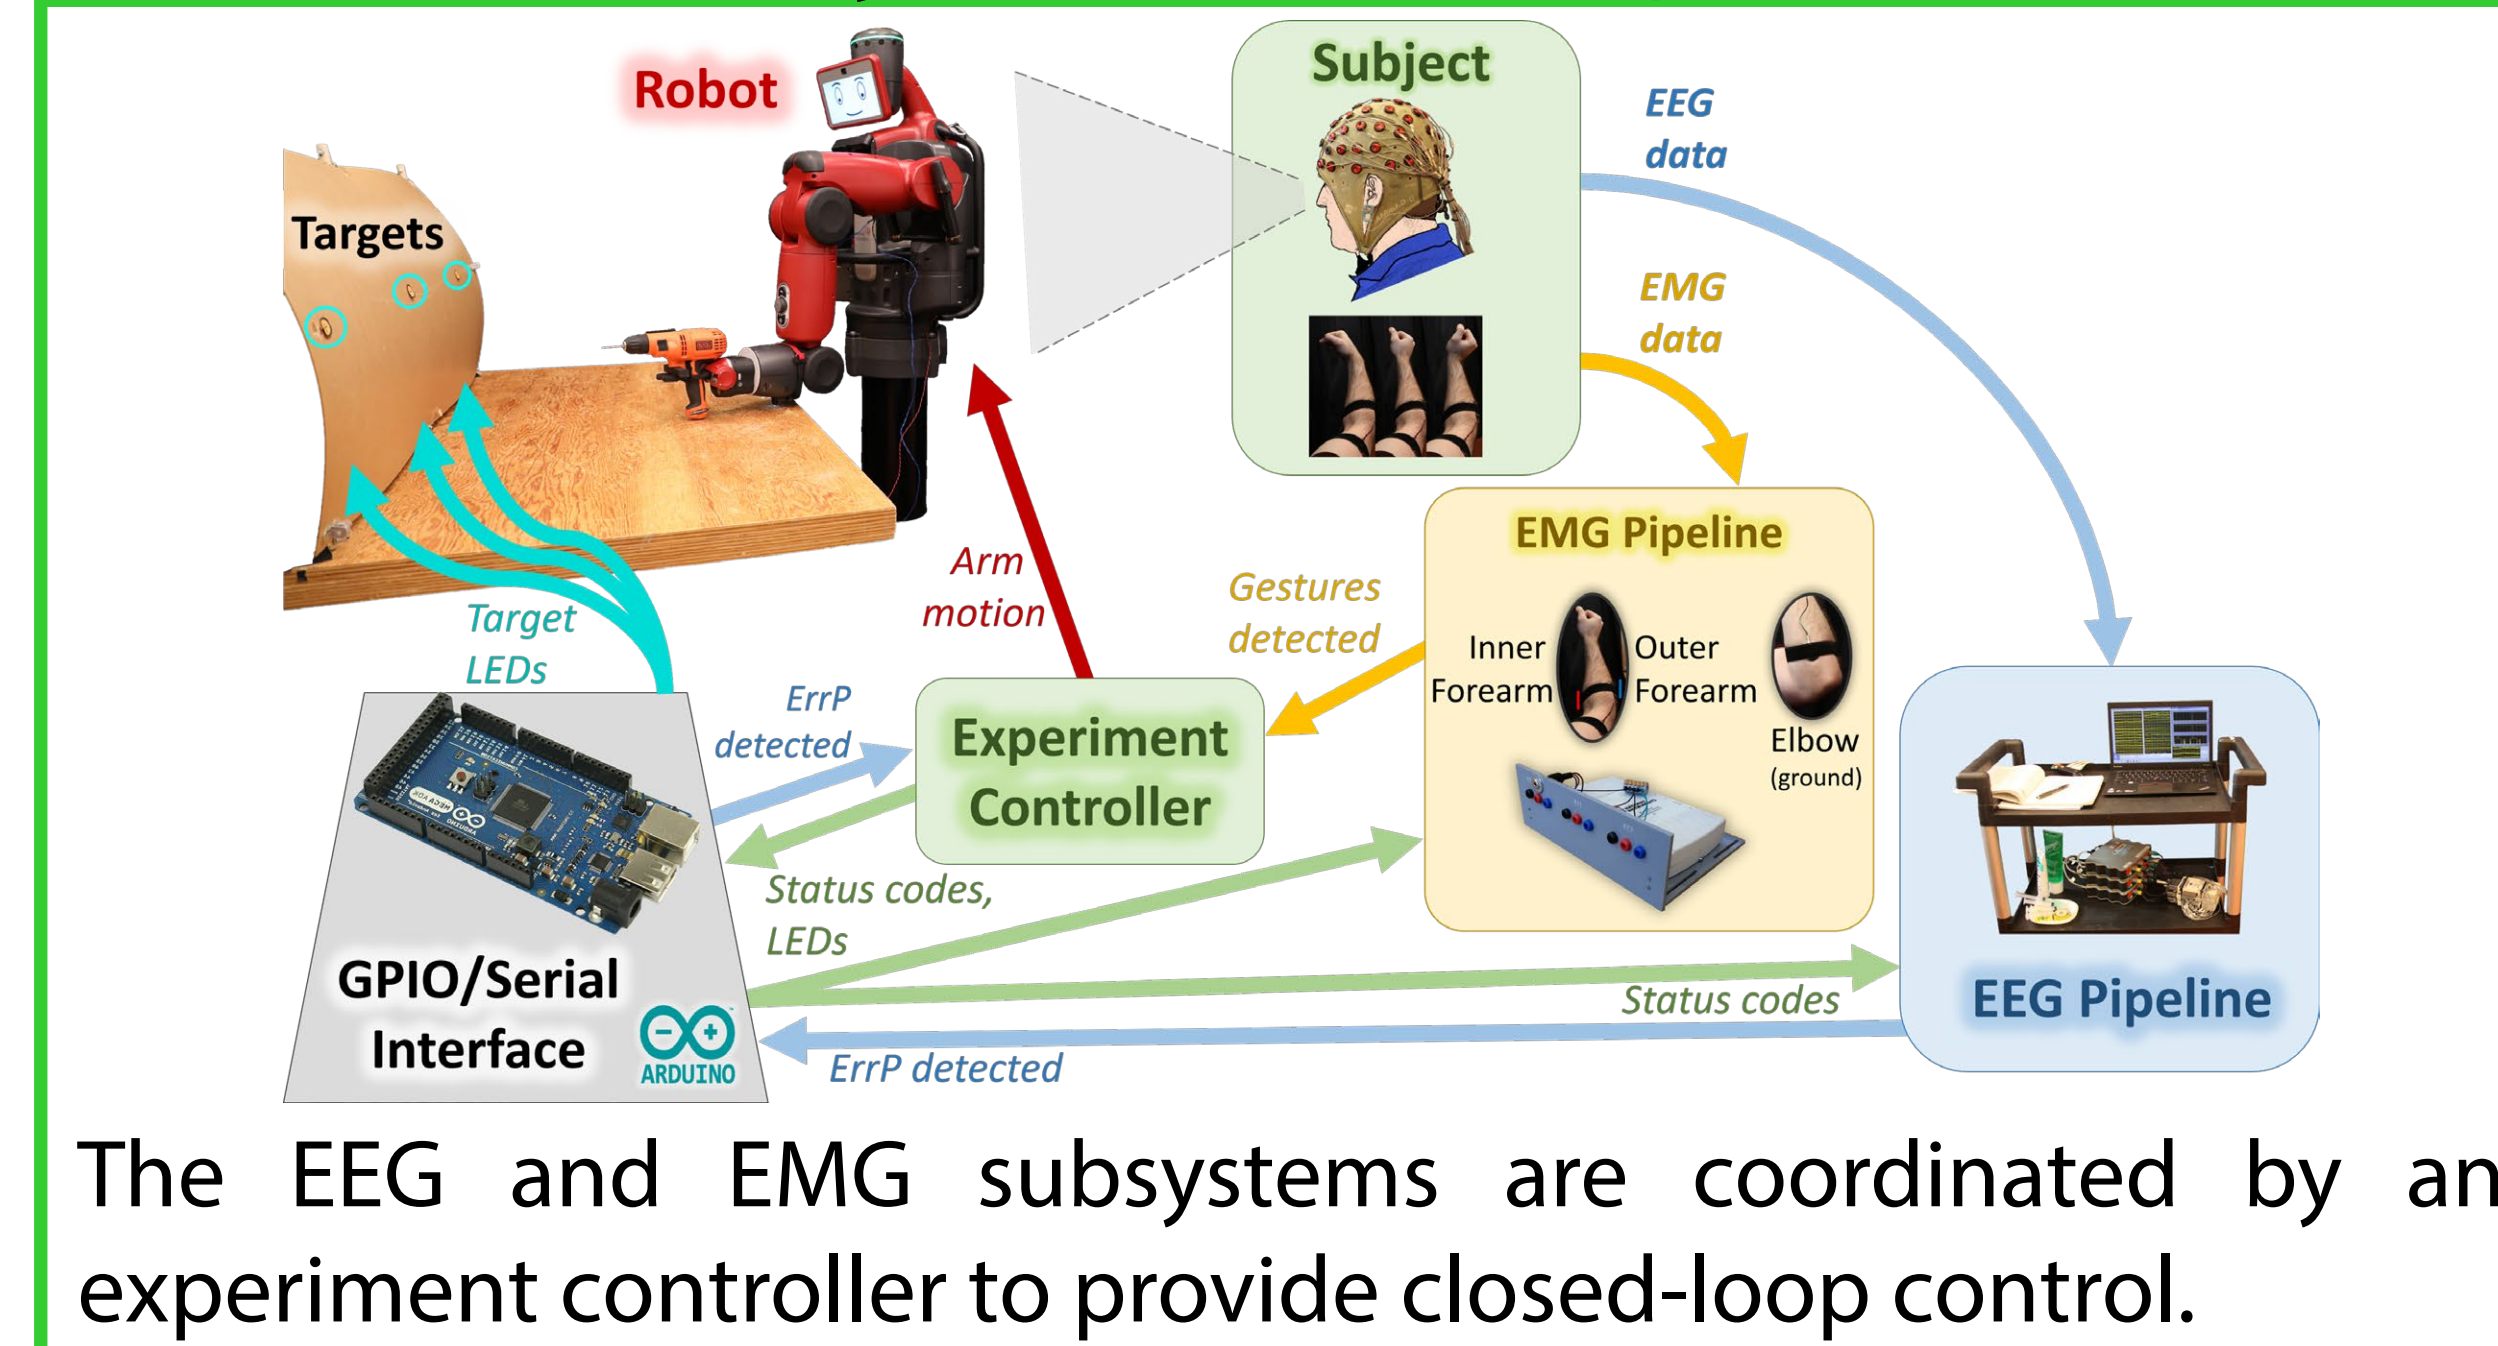 Robot
Subject
EEG
data
Targets
EMG
data
EMG Pipeline
Arm
motion
Gestures
detected
Target
LEDs
Inner
Forearm
Outer
Forearm
Elbow
(ground)
ErrP
detected
Experiment
Controller
Status codes,
LEDs
GPIO/Serial
Interface
ARDUINO
Status codes
EEG Pipeline
ErrP detected
The EEG and EMG subsystems are coordinated by an
experiment controller to provide closed-loop control.